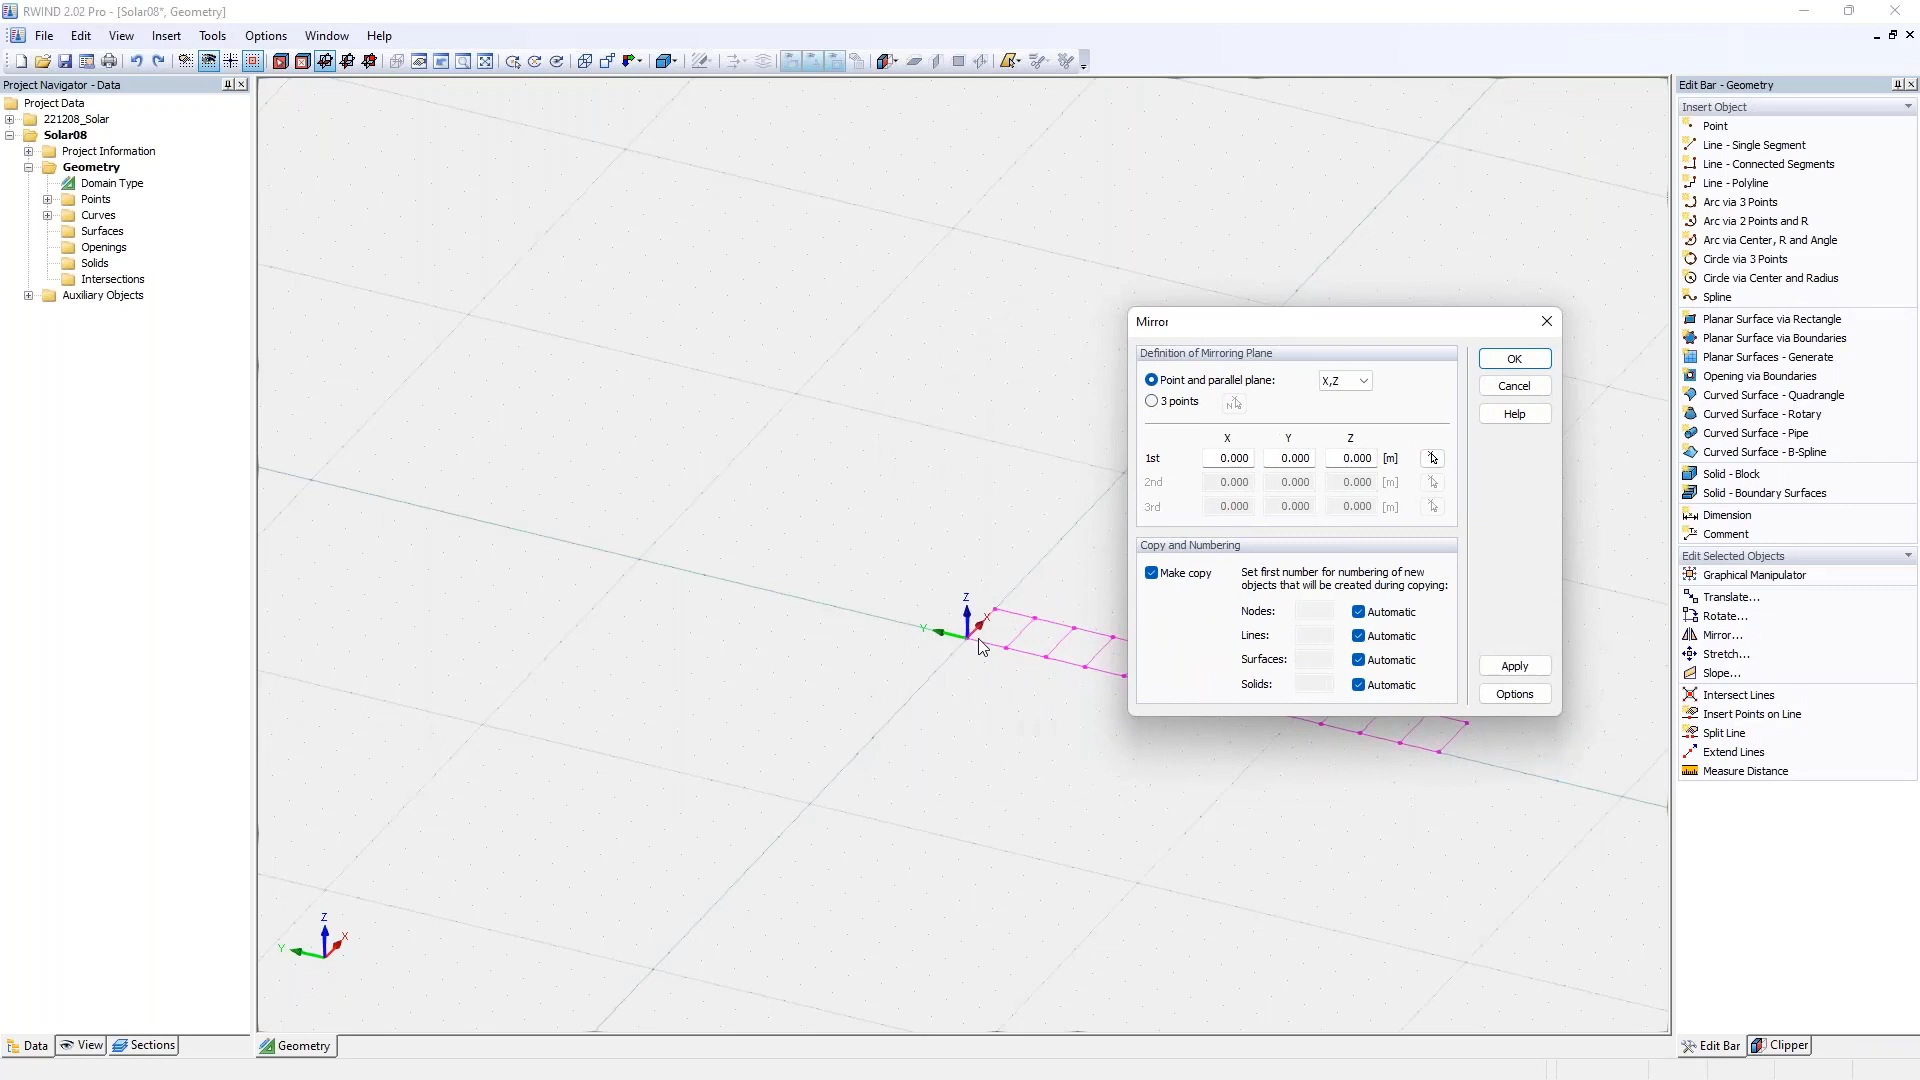 RWIND 2.02 Pro - [Solar08*, Geometry]
File Edit View Insert Tools Options Window Help
Project Navigator - Data
Project Data
221208_Solar
Solar08
Project Information
Geometry
Domain Type
Points
Curves
Surfaces
Openings
Solids
Intersections
Auxiliary Objects
Data View Sections
Geometry
Z
X
Y
Z
X
Y
Mirror
Definition of Mirroring Plane
Point and parallel plane: X,Z
3 points
X Y Z
1st 0.000 0.000 0.000 [m]
2nd 0.000 0.000 0.000 [m]
3rd 0.000 0.000 0.000 [m]
Copy and Numbering
Make copy
Set first number for numbering of new
objects that will be created during copying:
Nodes: Automatic
Lines: Automatic
Surfaces: Automatic
Solids: Automatic
OK
Cancel
Help
Apply
Options
Edit Bar - Geometry
Insert Object
Point
Line - Single Segment
Line - Connected Segments
Line - Polyline
Arc via 3 Points
Arc via 2 Points and R
Arc via Center, R and Angle
Circle via 3 Points
Circle via Center and Radius
Spline
Planar Surface via Rectangle
Planar Surface via Boundaries
Planar Surfaces - Generate
Opening via Boundaries
Curved Surface - Quadrangle
Curved Surface - Rotary
Curved Surface - Pipe
Curved Surface - B-Spline
Solid - Block
Solid - Boundary Surfaces
Dimension
Comment
Edit Selected Objects
Graphical Manipulator
Translate...
Rotate...
Mirror...
Stretch...
Slope...
Intersect Lines
Insert Points on Line
Split Line
Extend Lines
Measure Distance
Edit Bar Clipper